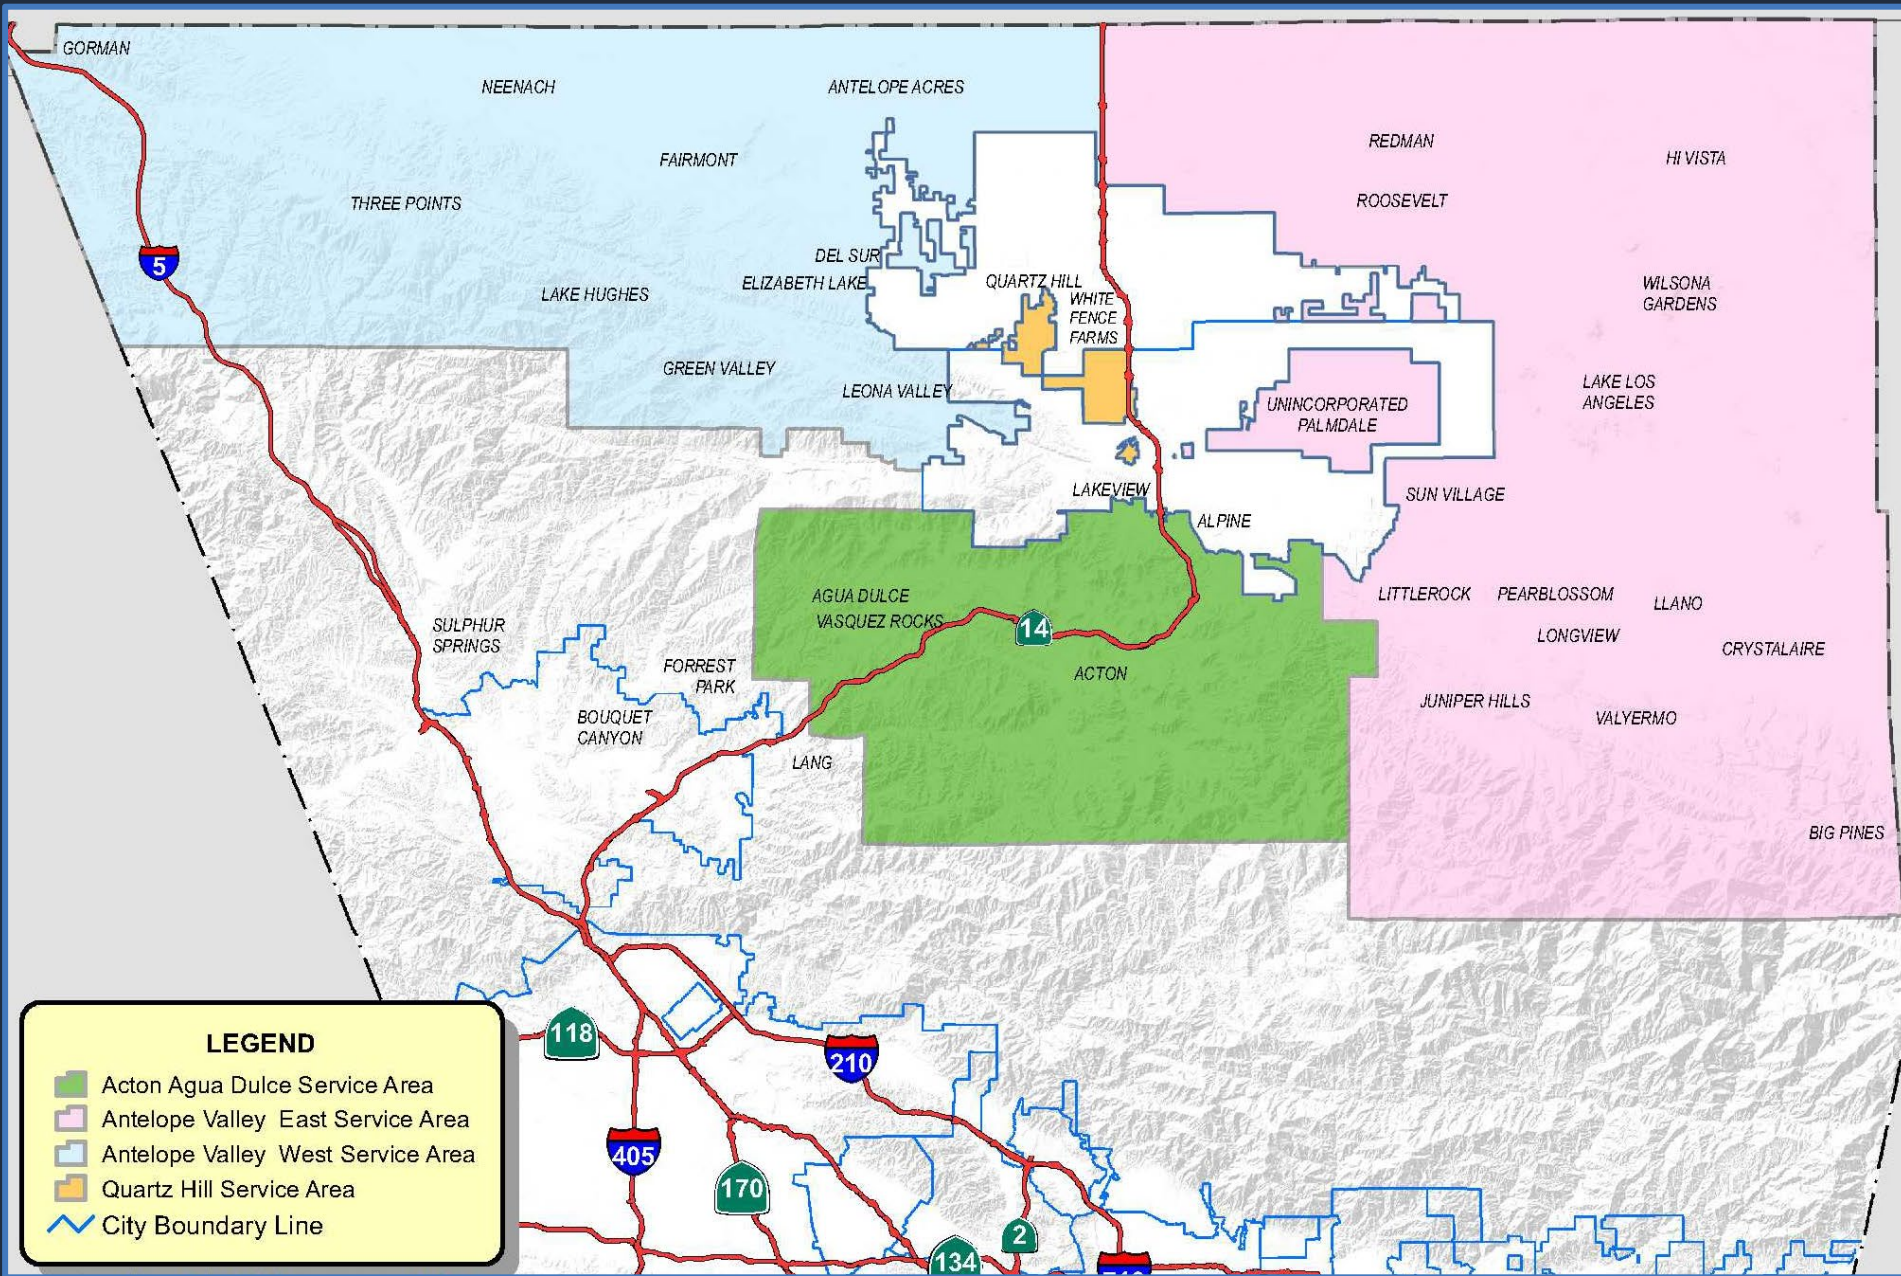 GORMAN
NEENACH
ANTELOPE ACRES
REDMAN
HI VISTA
FAIRMONT
THREE POINTS
ROOSEVELT
DEL SUR
5
ELIZABETH LAKE
QUARTZ HILL
LAKE HUGHES
WHITE
FENCE
FARMS
WILSONA
GARDENS
GREEN VALLEY
LEONA VALLEY
LAKE LOS
ANGELES
UNINCORPORATED
PALMDALE
LAKEVIEW
SUN VILLAGE
ALPINE
AGUA DULCE
VASQUEZ ROCKS
14
LITTLEROCK
PEARBLOSSOM
LLANO
SULPHUR
SPRINGS
LONGVIEW
CRYSTALAIRE
FORREST
PARK
ACTON
JUNIPER HILLS
VALYERMO
BOUQUET
CANYON
LANG
BIG PINES
LEGEND
Acton Agua Dulce Service Area
Antelope Valley East Service Area
Antelope Valley West Service Area
Quartz Hill Service Area
City Boundary Line
118
210
405
170
2
134